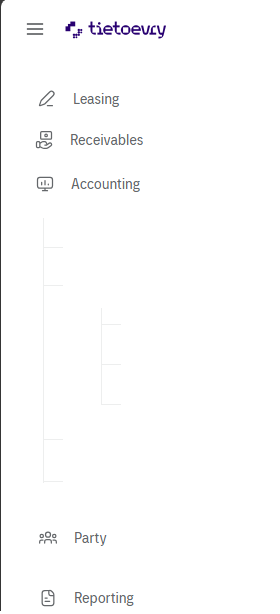 tietoevry
Leasing
Receivables
Accounting
Party
Reporting